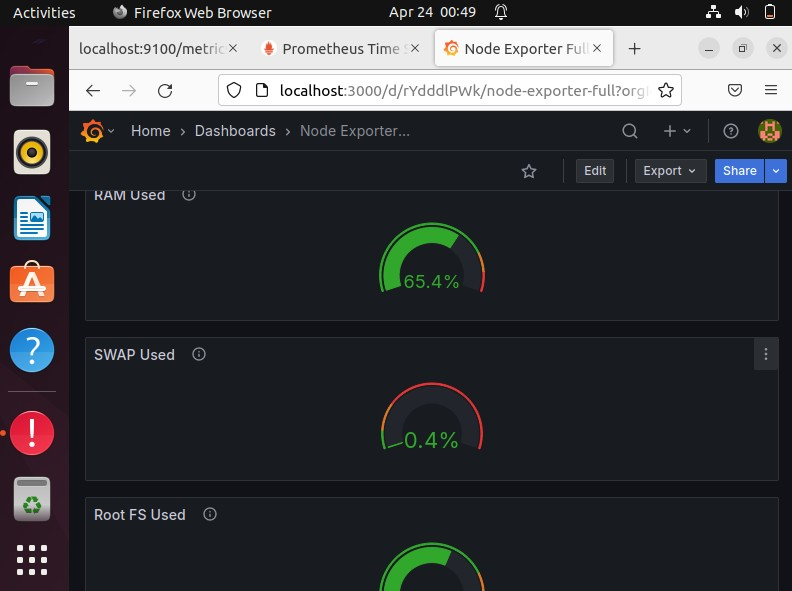 Activities
Firefox Web Browser
Apr 24 00:49
localhost:9100/metric
Prometheus Time S
Node Exporter Full
localhost:3000/d/rYdddlPWk/node-exporter-full?orgI
Home › Dashboards › Node Exporter...
Edit
Export
Share
RAM Used
65.4%
SWAP Used
0.4%
Root FS Used